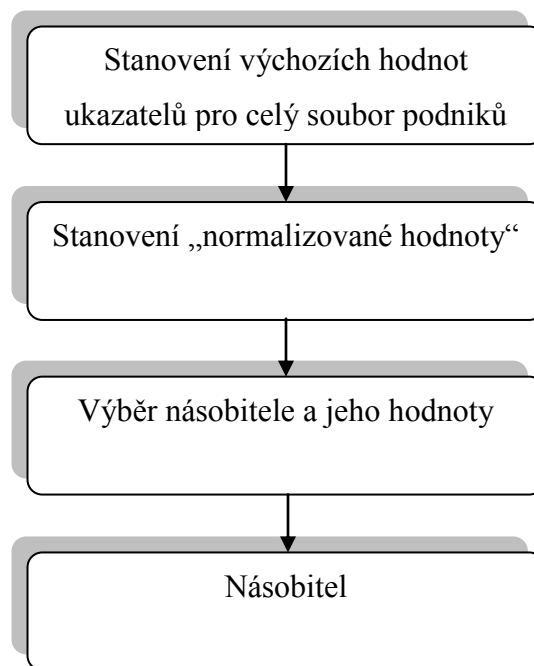 Stanovení výchozích hodnot
ukazatelů pro celý soubor podniků
Stanovení „normalizované hodnoty“
Výběr násobitele a jeho hodnoty
Násobitel